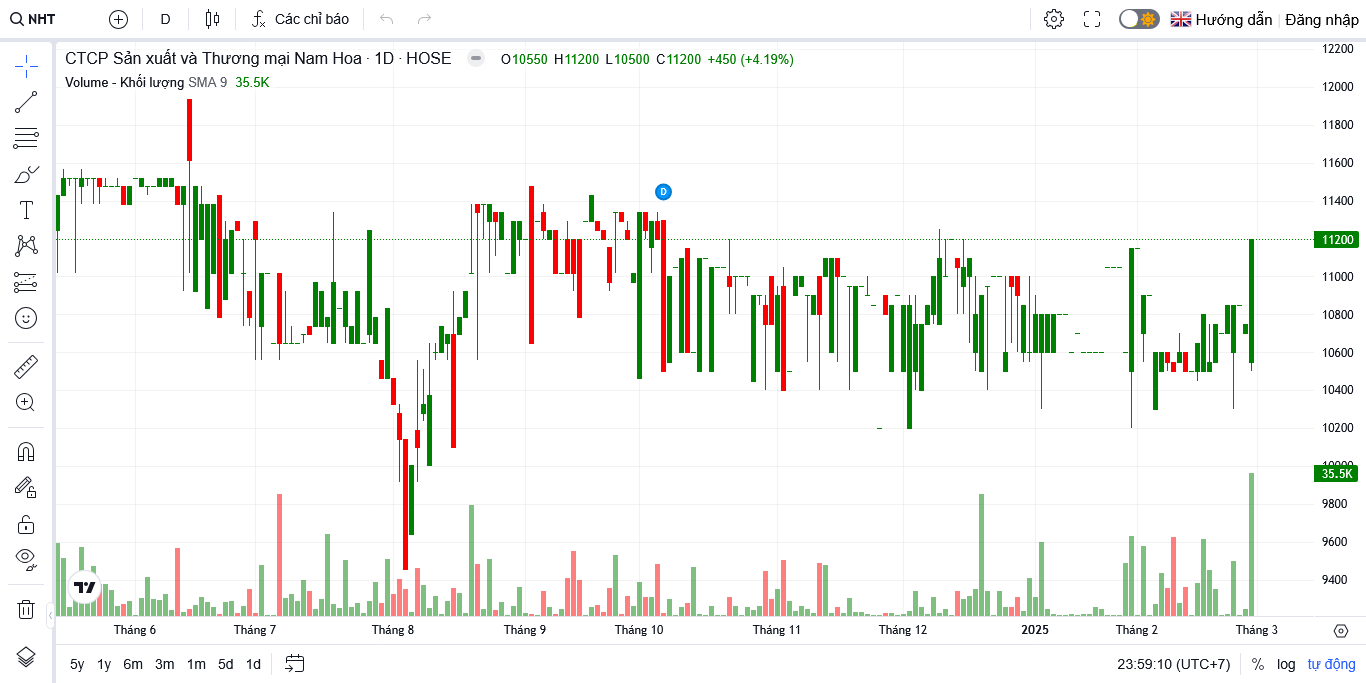 NHT D Các chỉ báo Hướng dẫn Đăng nhập
CTCP Sản xuất và Thương mại Nam Hoa · 1D · HOSE O10550 H11200 L10500 C11200 +450 (+4.19%)
Volume - Khối lượng SMA 9 35.5K
D
12200
12000
11800
11600
11400
11200
11000
10800
10600
10400
10200
10000
35.5K
9800
9600
9400
Tháng 6 Tháng 7 Tháng 8 Tháng 9 Tháng 10 Tháng 11 Tháng 12 2025 Tháng 2 Tháng 3
5y 1y 6m 3m 1m 5d 1d 23:59:10 (UTC+7) % log tự động